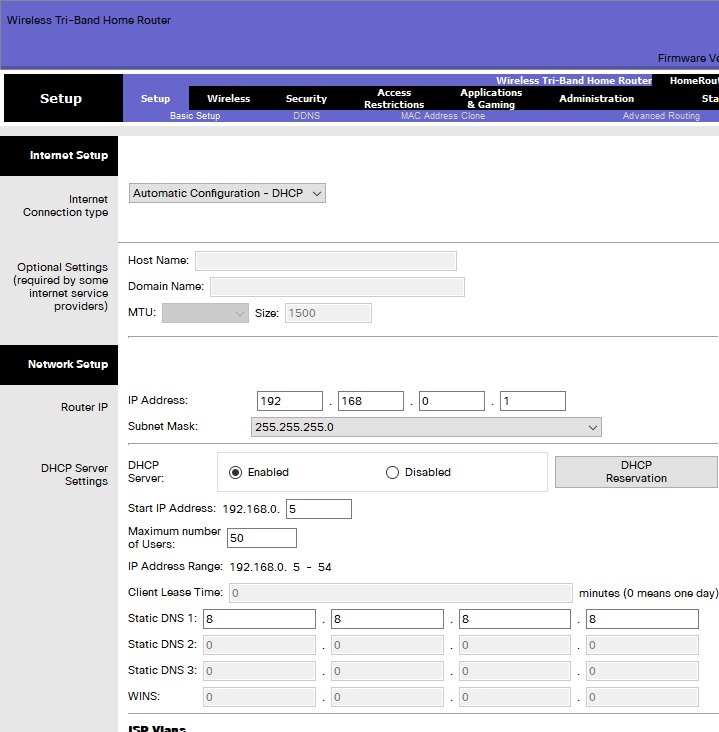 Wireless Tri-Band Home Router
Firmware Ve
Wireless Tri-Band Home Router HomeRout
Setup
Setup Wireless Security Access Restrictions Applications & Gaming Administration Sta
Basic Setup DDNS MAC Address Clone Advanced Routing
Internet Setup
Internet Connection type
Automatic Configuration - DHCP
Optional Settings
(required by some
internet service
providers)
Host Name:
Domain Name:
MTU: Size: 1500
Network Setup
Router IP
IP Address: 192 . 168 . 0 . 1
Subnet Mask: 255.255.255.0
DHCP Server
Settings
DHCP Server: Enabled Disabled DHCP Reservation
Start IP Address: 192.168.0. 5
Maximum number of Users: 50
IP Address Range: 192.168.0. 5 - 54
Client Lease Time: 0 minutes (0 means one day)
Static DNS 1: 8 . 8 . 8 . 8
Static DNS 2: 0 . 0 . 0 . 0
Static DNS 3: 0 . 0 . 0 . 0
WINS: 0 . 0 . 0 . 0
ISP Vlans